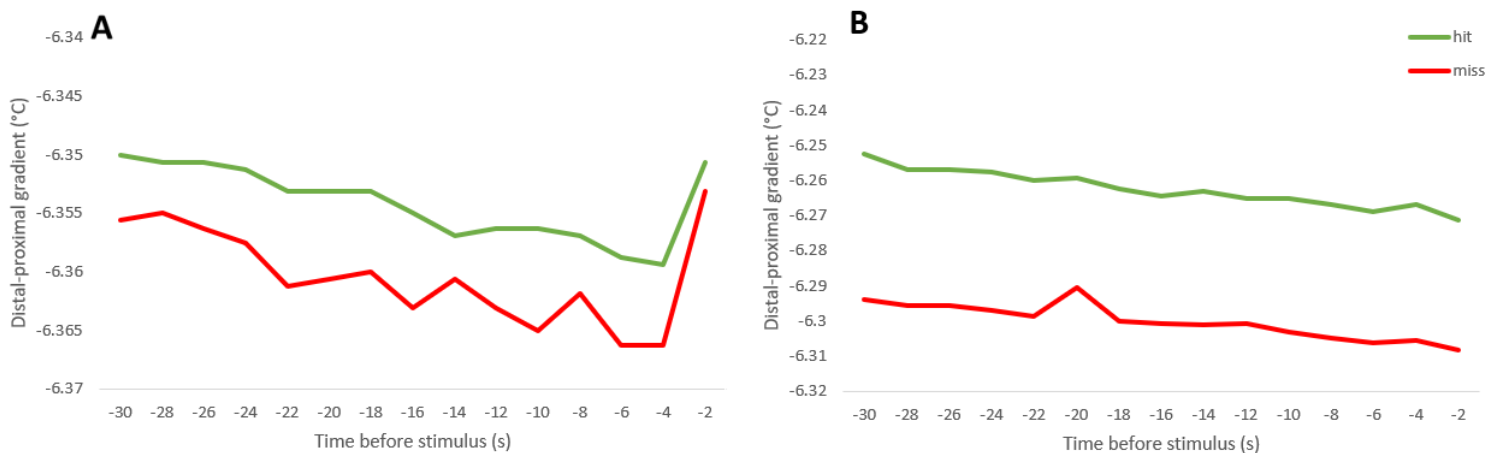 A
-6.34
-6.345
-6.35
-6.355
-6.36
-6.365
-6.37
Distal-proximal gradient (°C)
-30 -28 -26 -24 -22 -20 -18 -16 -14 -12 -10 -8 -6 -4 -2
Time before stimulus (s)
B
-6.22
-6.23
-6.24
-6.25
-6.26
-6.27
-6.28
-6.29
-6.3
-6.31
-6.32
Distal-proximal gradient (°C)
-30 -28 -26 -24 -22 -20 -18 -16 -14 -12 -10 -8 -6 -4 -2
Time before stimulus (s)
hit
miss